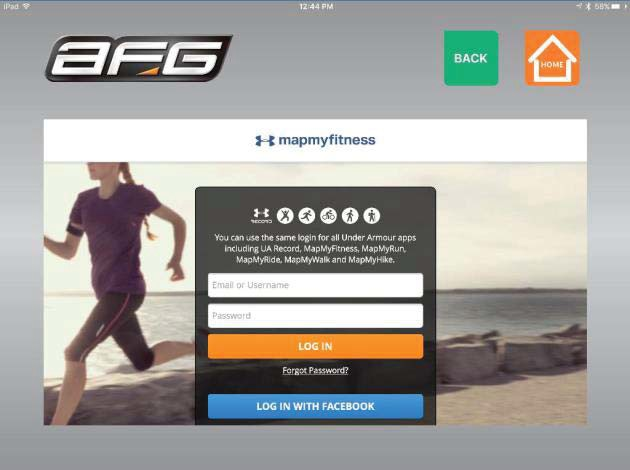 iPad 12:44 PM 58%
AFG
BACK
HOME
mapmyfitness
RECORD
You can use the same login for all Under Armour apps
including UA Record, MapMyFitness, MapMyRun,
MapMyRide, MapMyWalk and MapMyHike.
Email or Username
Password
LOG IN
Forgot Password?
LOG IN WITH FACEBOOK